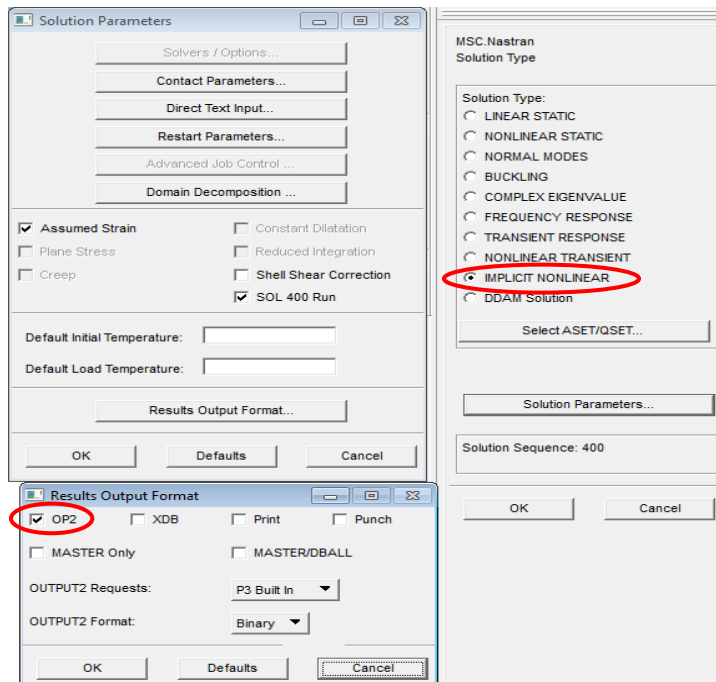 Solution Parameters
Solvers / Options...
Contact Parameters...
Direct Text Input...
Restart Parameters...
Advanced Job Control ...
Domain Decomposition ...
Assumed Strain
Constant Dilatation
Plane Stress
Reduced Integration
Creep
Shell Shear Correction
SOL 400 Run
Default Initial Temperature:
Default Load Temperature:
Results Output Format...
OK
Defaults
Cancel
MSC.Nastran
Solution Type
Solution Type:
LINEAR STATIC
NONLINEAR STATIC
NORMAL MODES
BUCKLING
COMPLEX EIGENVALUE
FREQUENCY RESPONSE
TRANSIENT RESPONSE
NONLINEAR TRANSIENT
IMPLICIT NONLINEAR
DDAM Solution
Select ASET/QSET...
Solution Parameters...
Solution Sequence: 400
OK
Cancel
Results Output Format
OP2
XDB
Print
Punch
MASTER Only
MASTER/DBALL
OUTPUT2 Requests:
P3 Built In
OUTPUT2 Format:
Binary
OK
Defaults
Cancel